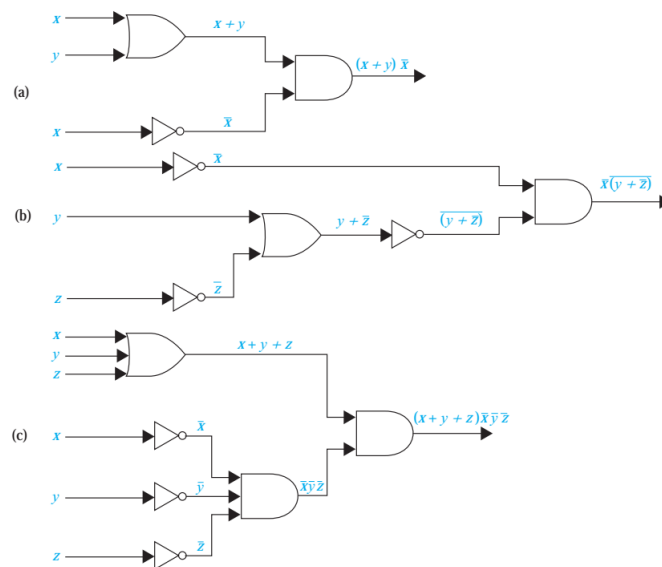 x
x + y
y
(x + y) x̄
(a)
x
x̄
x
x̄
x̄(y + z̄)̅
(b)
y
y + z̄
(y + z̄)̅
z
z̄
x
y
z
x + y + z
(x + y + z)x̄ȳz̄
(c)
x
x̄
y
ȳ
x̄ȳz̄
z
z̄